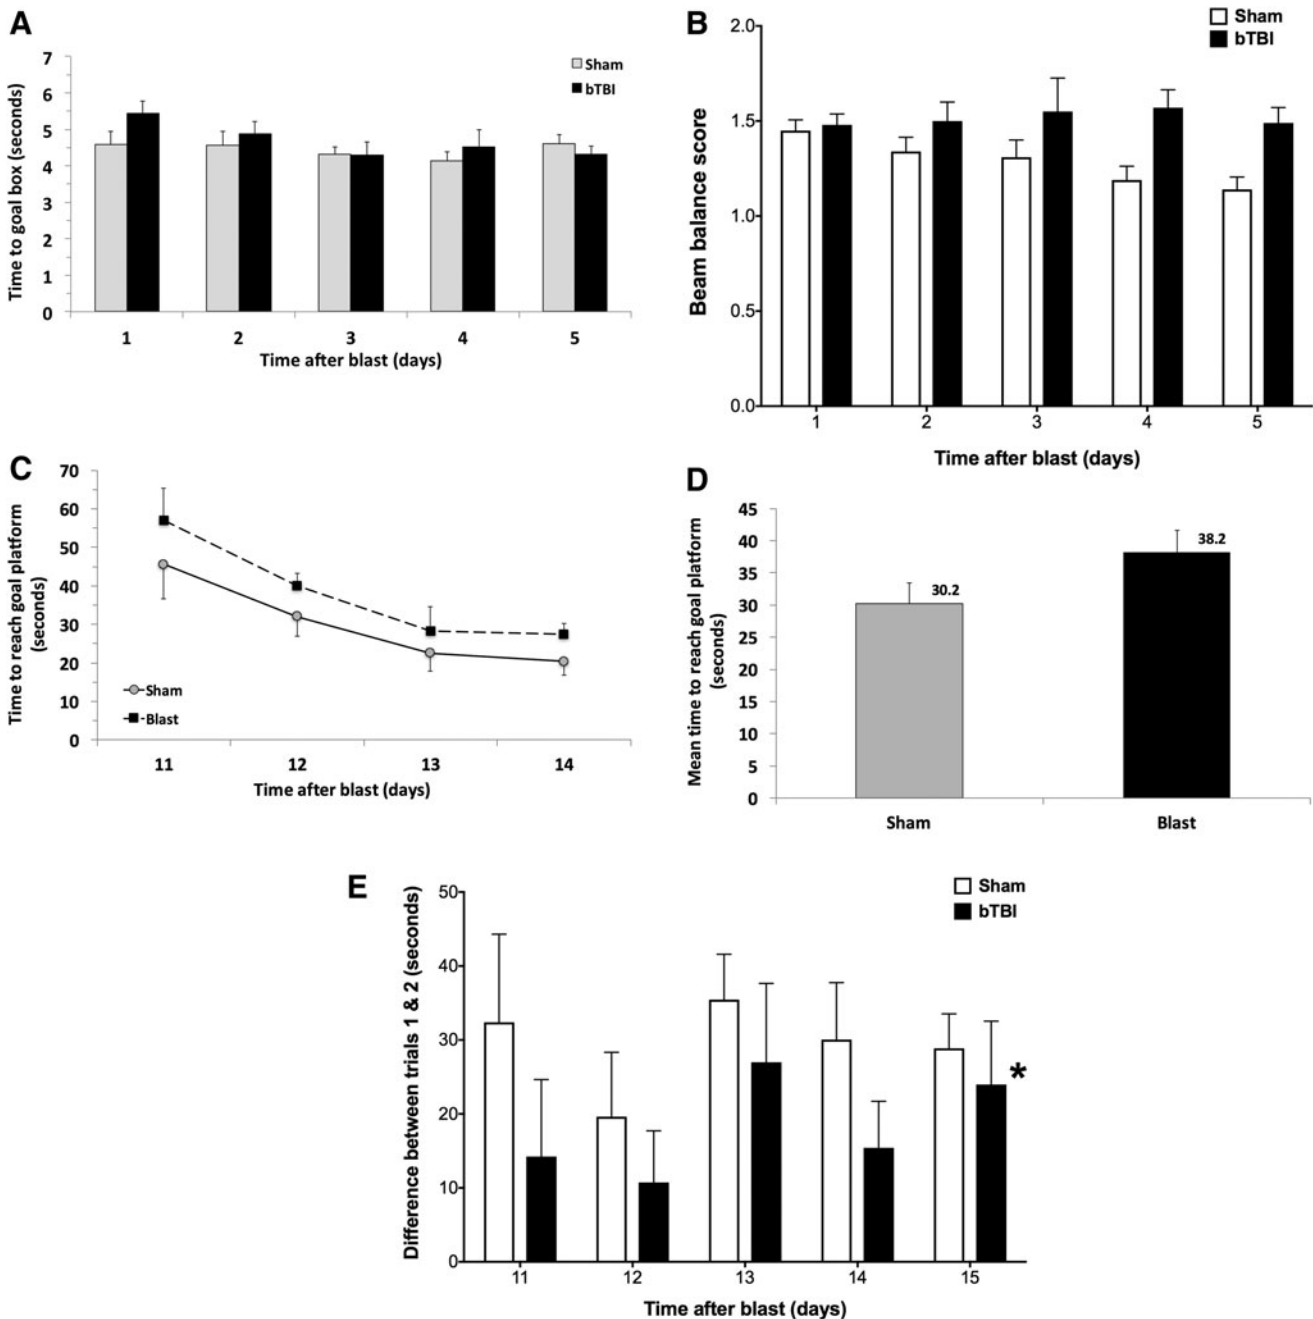 A
Time to goal box (seconds)
7
6
5
4
3
2
1
0
Sham
bTBI
1 2 3 4 5
Time after blast (days)
B
Beam balance score
2.0
1.5
1.0
0.5
0.0
Sham
bTBI
1 2 3 4 5
Time after blast (days)
C
Time to reach goal platform
(seconds)
70
60
50
40
30
20
10
0
Sham
Blast
11 12 13 14
Time after blast (days)
D
Mean time to reach goal platform
(seconds)
45
40
35
30
25
20
15
10
5
0
30.2
38.2
Sham Blast
E
Difference between trials 1 & 2 (seconds)
50
40
30
20
10
0
Sham
bTBI
*
11 12 13 14 15
Time after blast (days)